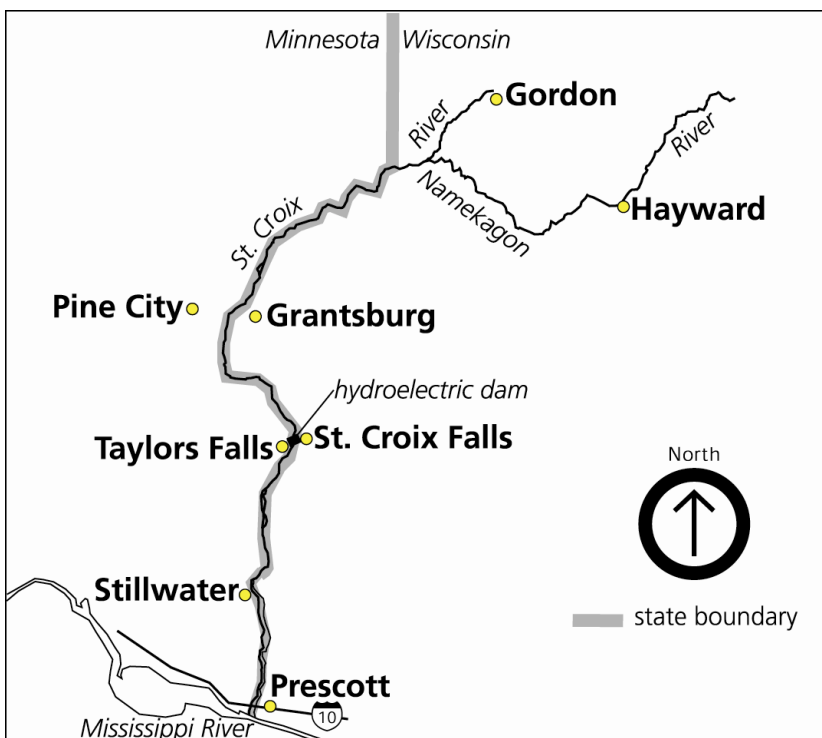 Minnesota Wisconsin
River
Gordon
River
Namekagon
Hayward
St. Croix
Pine City
Grantsburg
hydroelectric dam
Taylors Falls
St. Croix Falls
North
Stillwater
state boundary
Prescott
10
Mississippi River